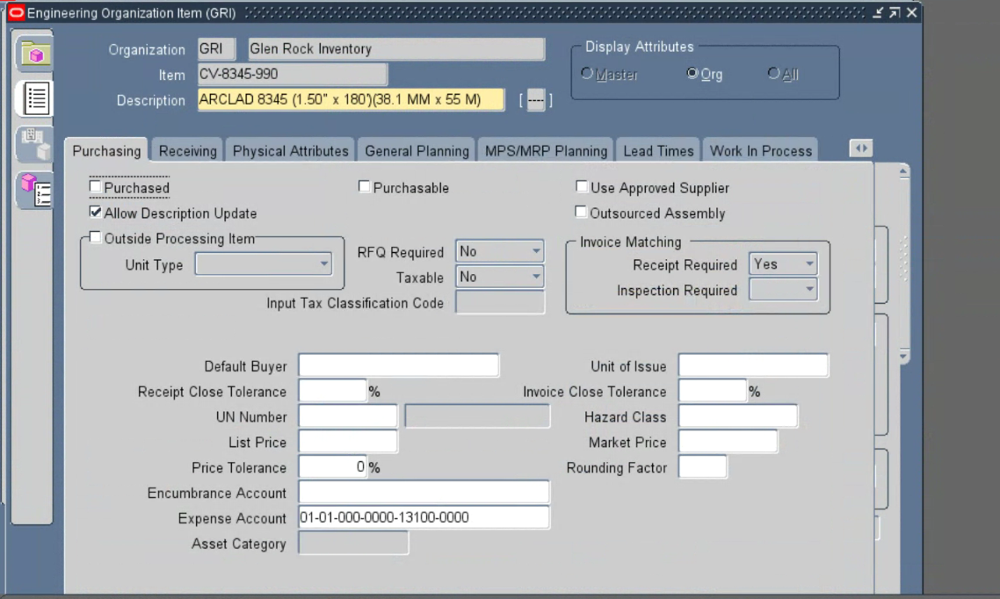 Engineering Organization Item (GRI)
Organization GRI Glen Rock Inventory
Item CV-8345-990
Description ARCLAD 8345 (1.50" x 180')(38.1 MM x 55 M) [ ---- ]
Display Attributes
Master Org All
Purchasing Receiving Physical Attributes General Planning MPS/MRP Planning Lead Times Work In Process
Purchased Purchasable Use Approved Supplier
Allow Description Update Outsourced Assembly
Outside Processing Item
Unit Type
RFQ Required No
Taxable No
Input Tax Classification Code
Invoice Matching
Receipt Required Yes
Inspection Required
Default Buyer Unit of Issue
Receipt Close Tolerance % Invoice Close Tolerance %
UN Number Hazard Class
List Price Market Price
Price Tolerance 0 % Rounding Factor
Encumbrance Account
Expense Account 01-01-000-0000-13100-0000
Asset Category